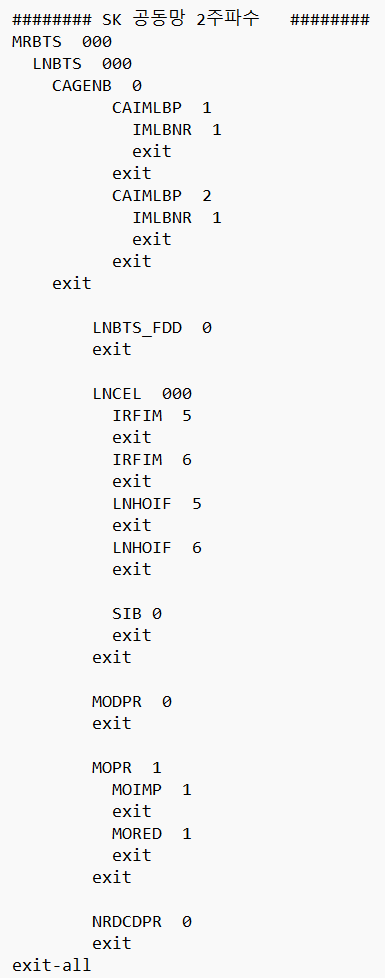 ######## SK 공동망 2주파수   ########
MRBTS  000
  LNBTS  000
    CAGENB  0
          CAIMLBP  1
            IMLBNR  1
            exit
          exit
          CAIMLBP  2
            IMLBNR  1
            exit
          exit
    exit

        LNBTS_FDD  0
        exit

        LNCEL  000
          IRFIM  5
          exit
          IRFIM  6
          exit
          LNHOIF  5
          exit
          LNHOIF  6
          exit

          SIB 0
          exit
        exit

        MODPR  0
        exit

        MOPR  1
          MOIMP  1
          exit
          MORED  1
          exit
        exit

        NRDCDPR  0
        exit
exit-all